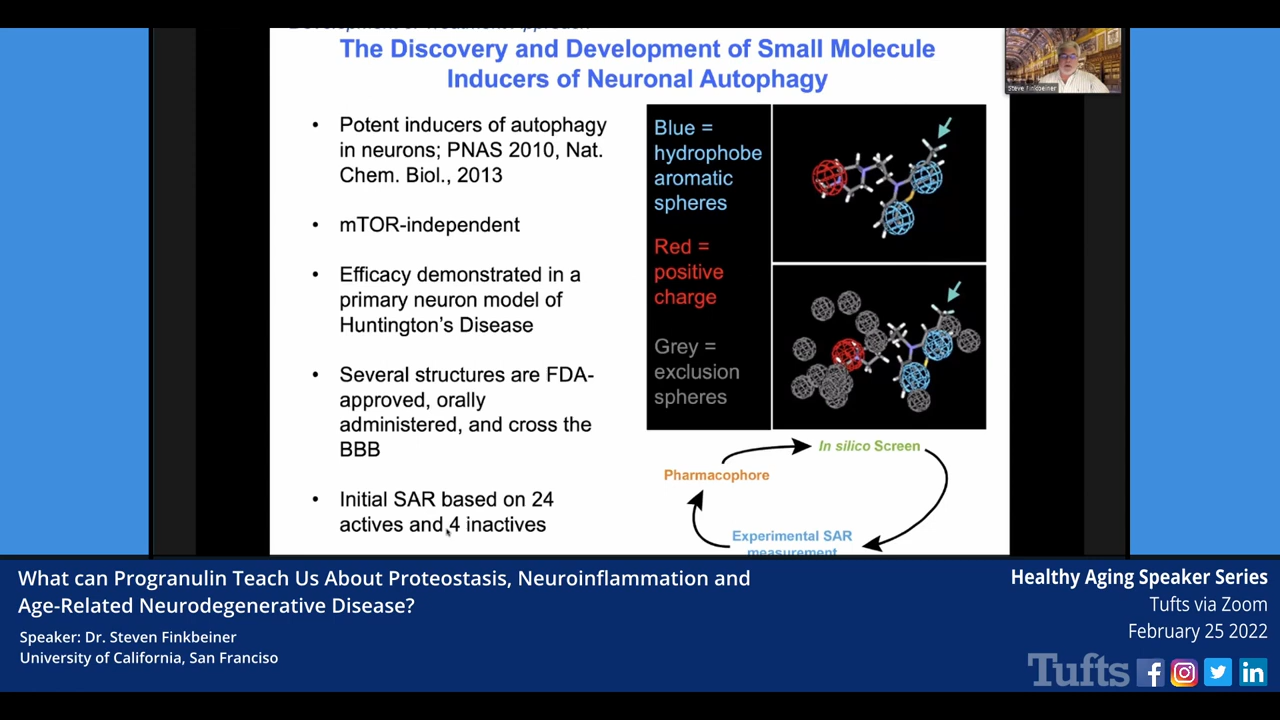 The Discovery and Development of Small Molecule
Inducers of Neuronal Autophagy
• Potent inducers of autophagy
in neurons; PNAS 2010, Nat.
Chem. Biol., 2013
• mTOR-independent
• Efficacy demonstrated in a
primary neuron model of
Huntington's Disease
• Several structures are FDA-
approved, orally
administered, and cross the
BBB
• Initial SAR based on 24
actives and 4 inactives
Blue =
hydrophobe
aromatic
spheres
Red =
positive
charge
Grey =
exclusion
spheres
In silico Screen
Pharmacophore
Experimental SAR
measurement
Steve Finkbeiner
What can Progranulin Teach Us About Proteostasis, Neuroinflammation and
Age-Related Neurodegenerative Disease?
Speaker: Dr. Steven Finkbeiner
University of California, San Franciso
Healthy Aging Speaker Series
Tufts via Zoom
February 25 2022
Tufts